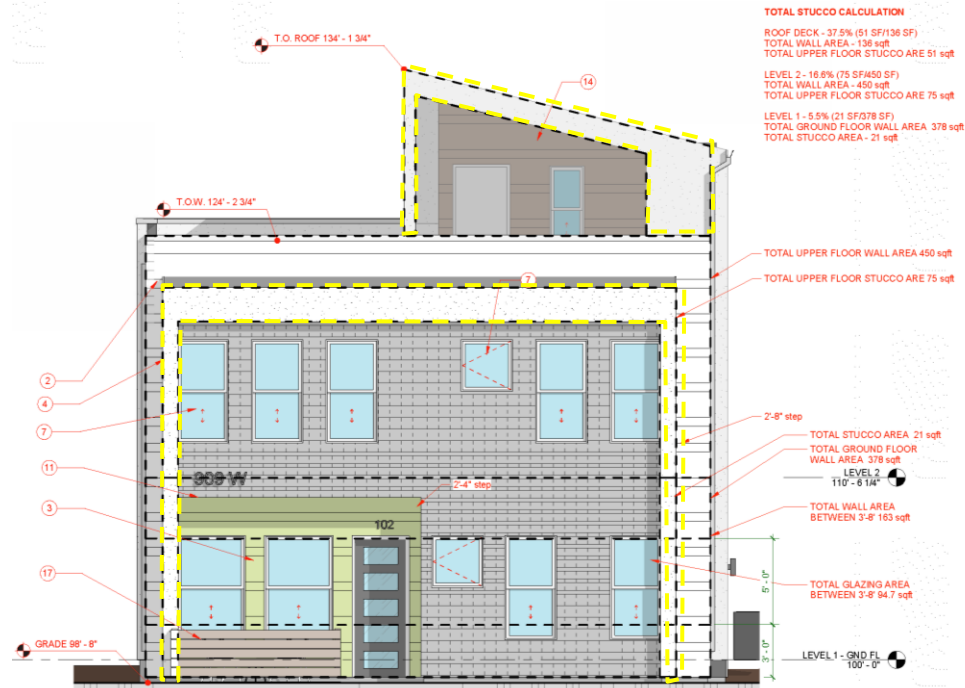 TOTAL STUCCO CALCULATION
ROOF DECK - 37.5% (51 SF/136 SF)
TOTAL WALL AREA - 136 sqft
TOTAL UPPER FLOOR STUCCO ARE 51 sqft
LEVEL 2 - 16.6% (75 SF/450 SF)
TOTAL WALL AREA - 450 sqft
TOTAL UPPER FLOOR STUCCO ARE 75 sqft
LEVEL 1 - 5.5% (21 SF/378 SF)
TOTAL GROUND FLOOR WALL AREA 378 sqft
TOTAL STUCCO AREA - 21 sqft
T.O. ROOF 134' - 1 3/4"
14
T.O.W. 124' - 2 3/4"
TOTAL UPPER FLOOR WALL AREA 450 sqft
7
TOTAL UPPER FLOOR STUCCO ARE 75 sqft
2
4
7
2'-8" step
TOTAL STUCCO AREA 21 sqft
TOTAL GROUND FLOOR
WALL AREA 378 sqft
11
909 W
2'-4" step
LEVEL 2
110' - 6 1/4"
3
102
TOTAL WALL AREA
BETWEEN 3'-8' 163 sqft
17
5' - 0"
TOTAL GLAZING AREA
BETWEEN 3'-8' 94.7 sqft
GRADE 98' - 8"
3' - 0"
LEVEL 1 - GND FL
100' - 0"